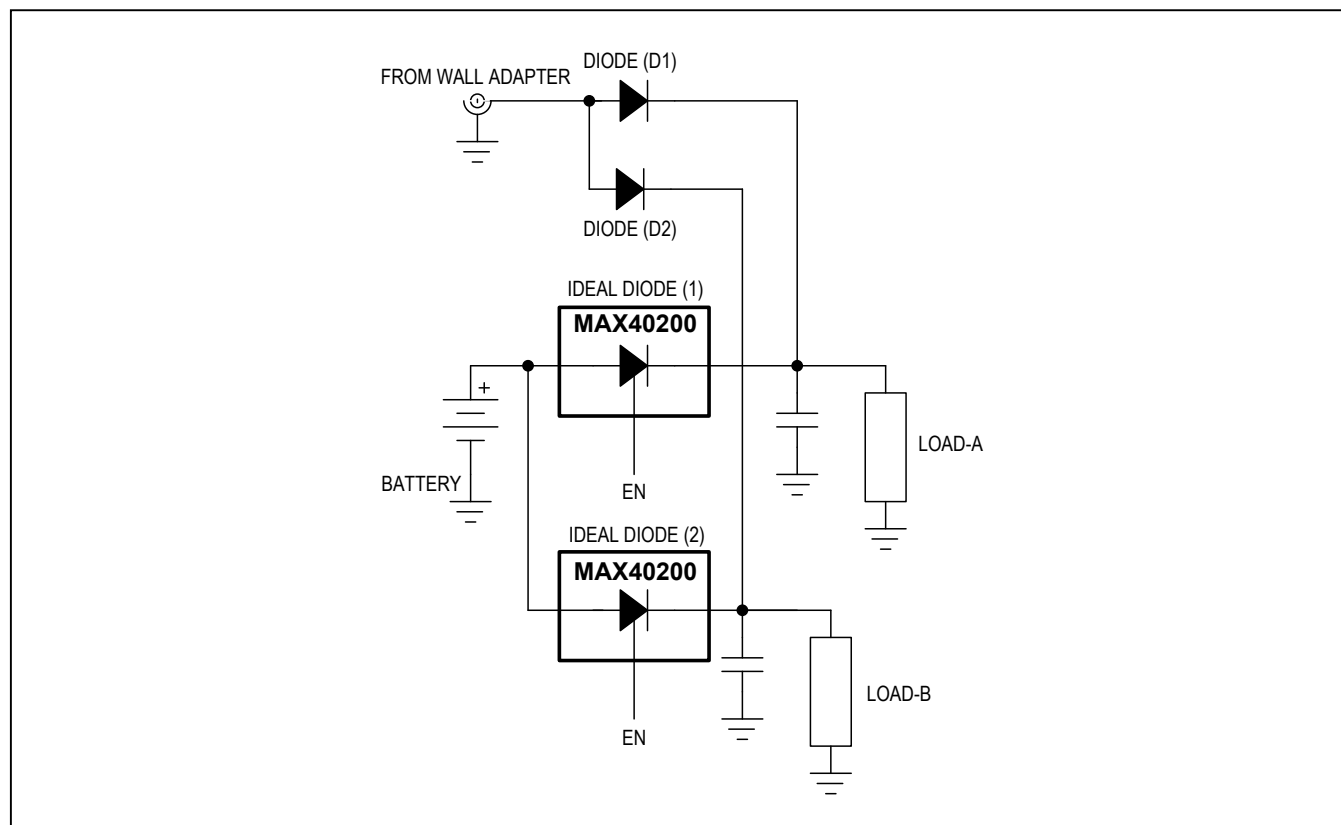 DIODE (D1)
FROM WALL ADAPTER
DIODE (D2)
IDEAL DIODE (1)
MAX40200
+
LOAD-A
BATTERY
EN
IDEAL DIODE (2)
MAX40200
LOAD-B
EN